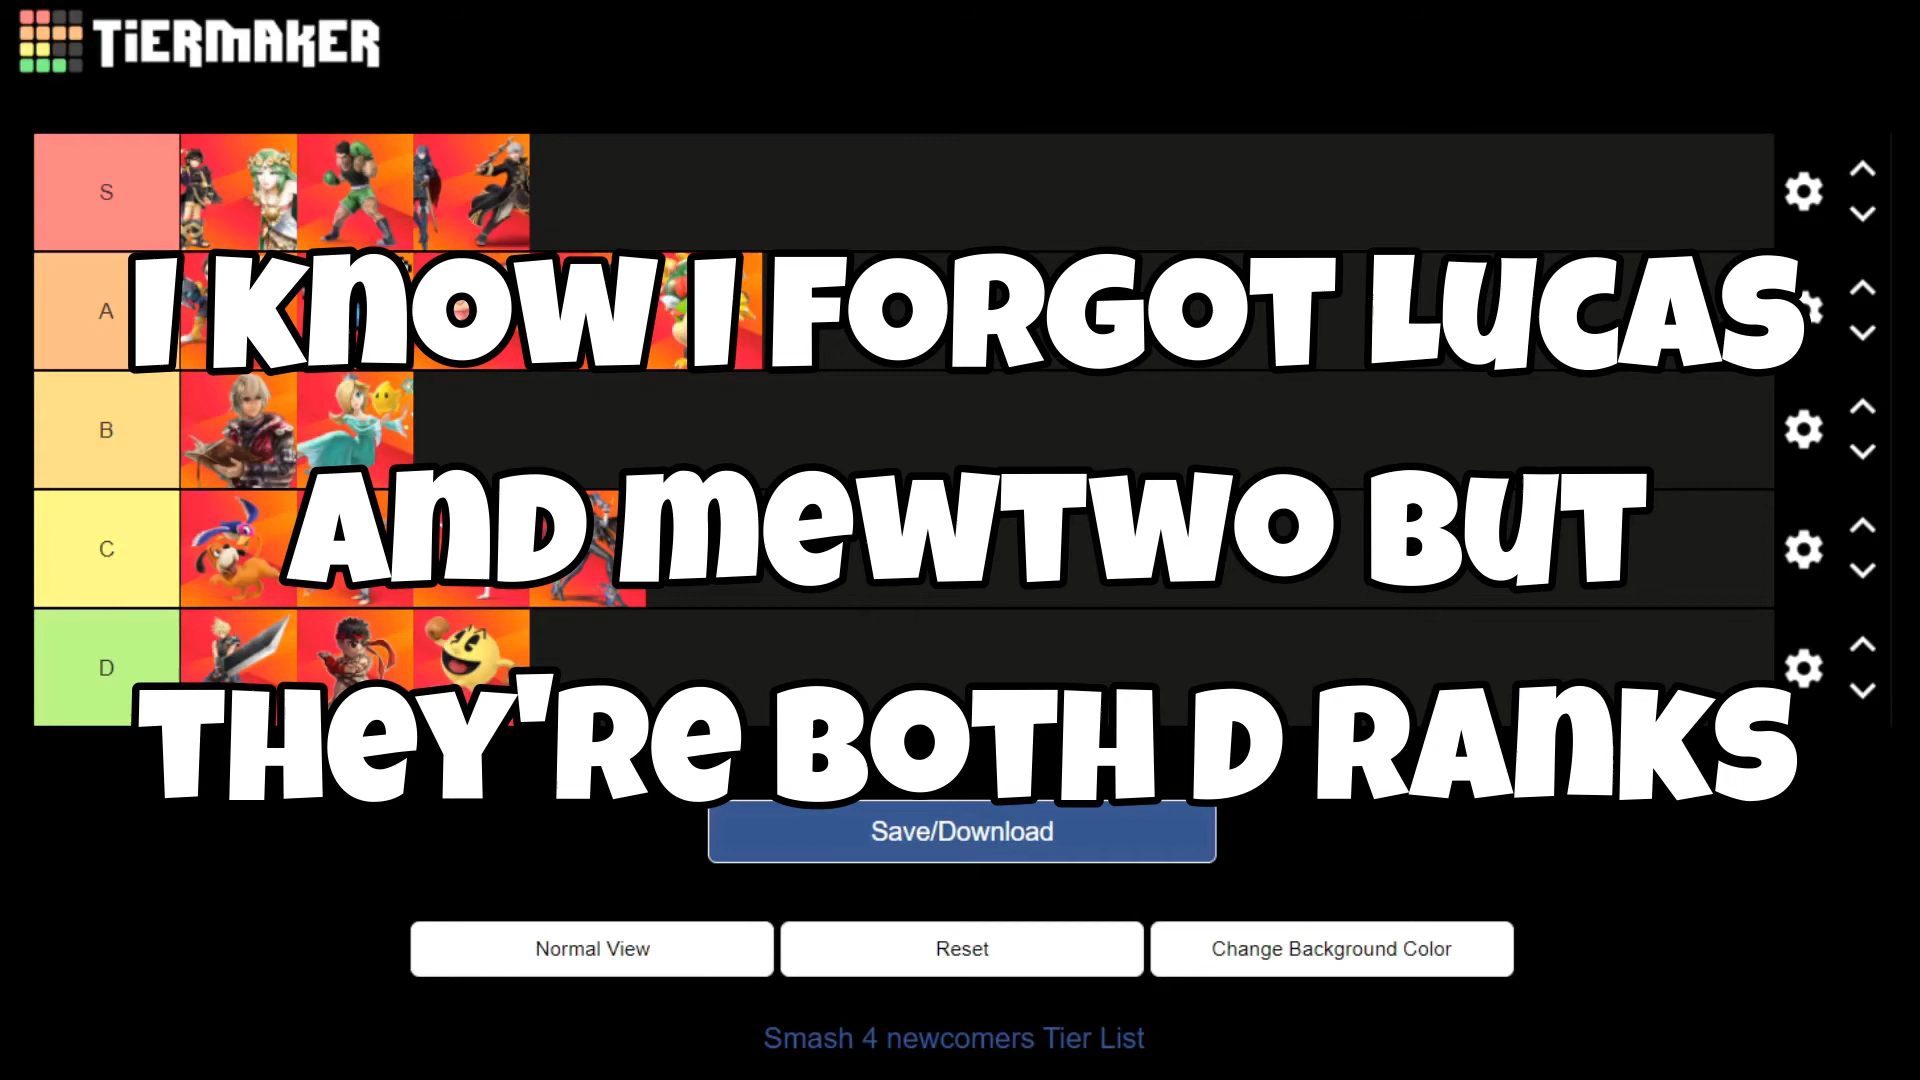 TiERMAKER
S
A
B
C
D
I KNOW I FORGOT LUCAS
AND MEWTWO BUT
THEY'RE BOTH D RANKS
Save/Download
Normal View
Reset
Change Background Color
Smash 4 newcomers Tier List